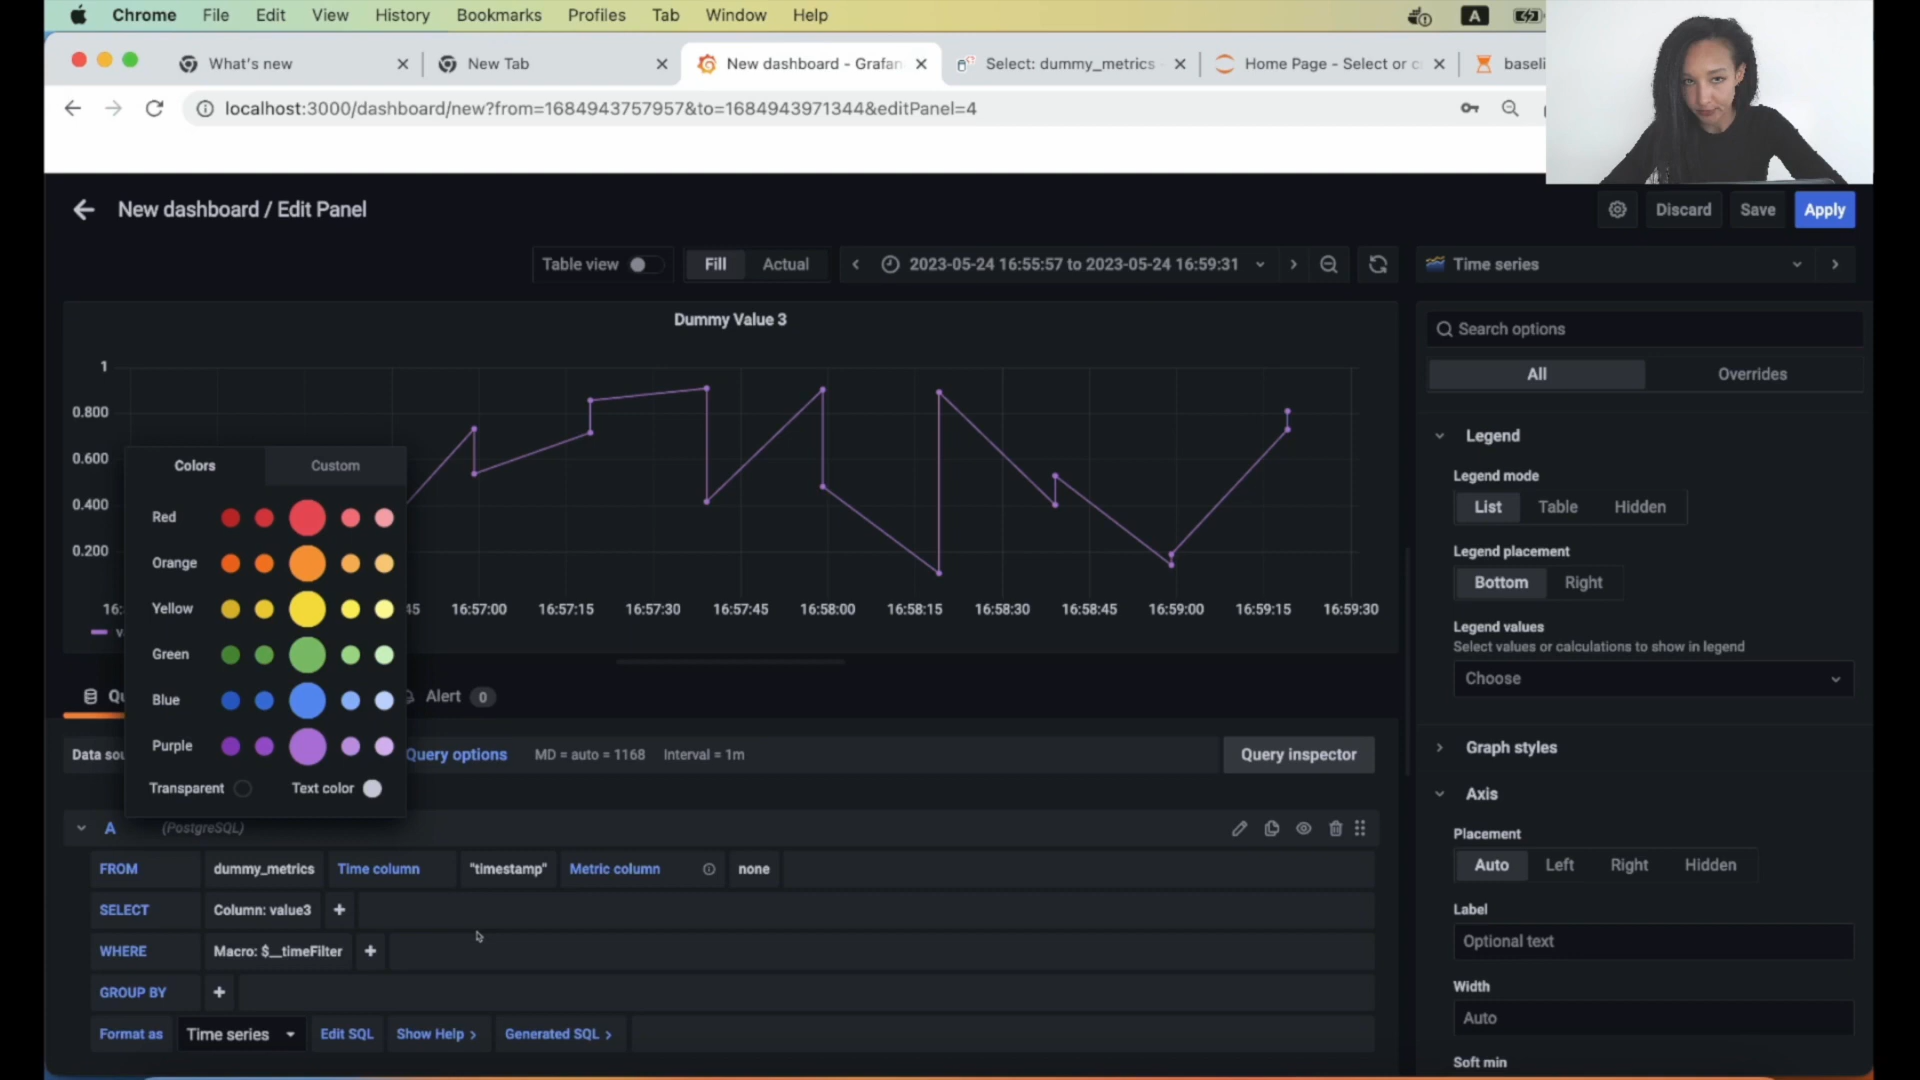 Chrome File Edit View History Bookmarks Profiles Tab Window Help A
What's new New Tab New dashboard - Grafan Select: dummy_metrics Home Page - Select or c baseli
localhost:3000/dashboard/new?from=1684943757957&to=1684943971344&editPanel=4
New dashboard / Edit Panel Discard Save Apply
Table view Fill Actual 2023-05-24 16:55:57 to 2023-05-24 16:59:31 Time series
Dummy Value 3
1
0.800
0.600
0.400
0.200
16: 45 16:57:00 16:57:15 16:57:30 16:57:45 16:58:00 16:58:15 16:58:30 16:58:45 16:59:00 16:59:15 16:59:30
v
Colors Custom
Red
Orange
Yellow
Green
Blue
Purple
Transparent Text color
Qu Alert 0
Data sou Query options MD = auto = 1168 Interval = 1m Query inspector
A (PostgreSQL)
FROM dummy_metrics Time column "timestamp" Metric column none
SELECT Column: value3 +
WHERE Macro: $__timeFilter +
GROUP BY +
Format as Time series Edit SQL Show Help > Generated SQL >
Search options
All Overrides
Legend
Legend mode
List Table Hidden
Legend placement
Bottom Right
Legend values
Select values or calculations to show in legend
Choose
Graph styles
Axis
Placement
Auto Left Right Hidden
Label
Optional text
Width
Auto
Soft min